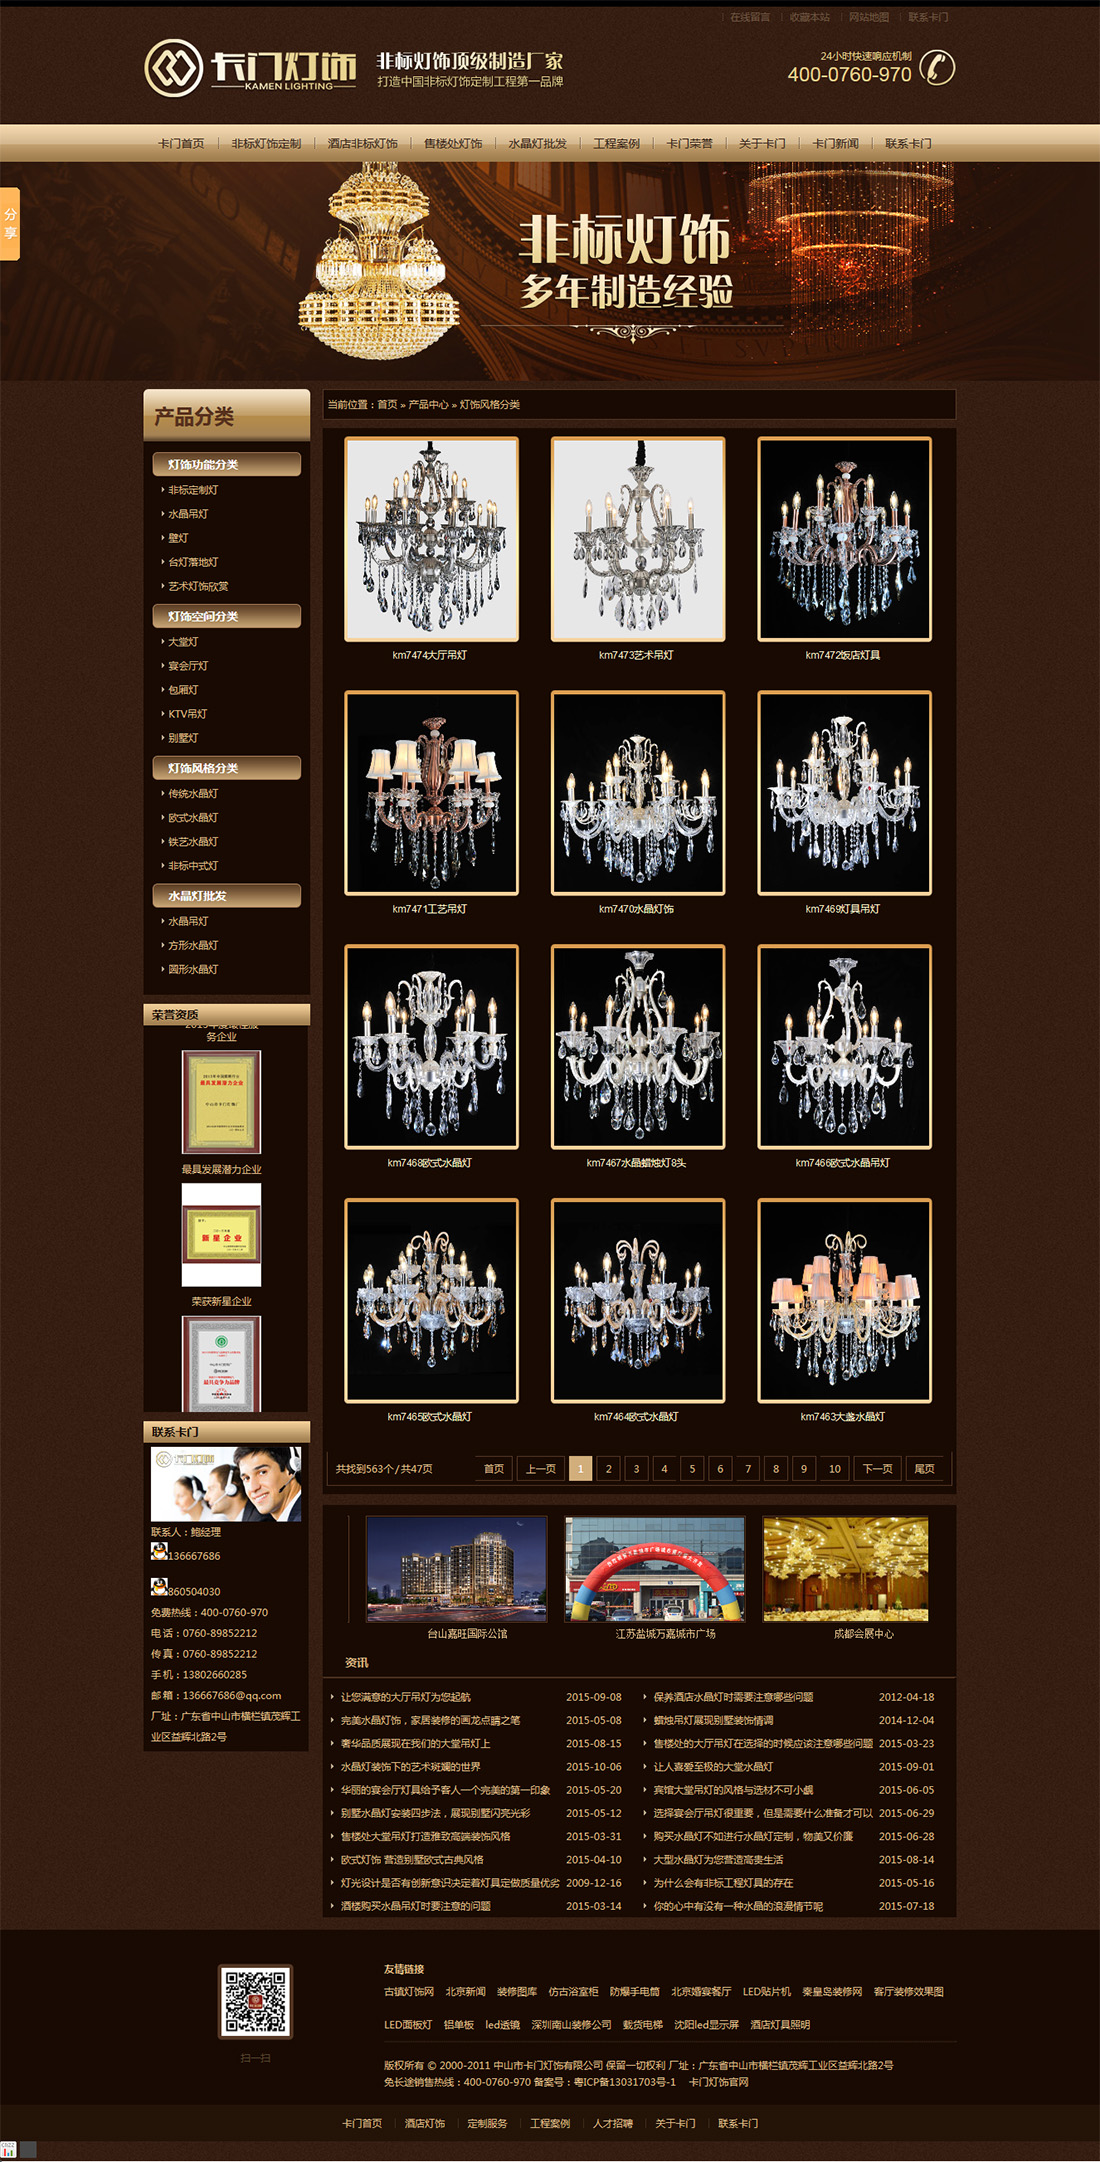 在线留言
收藏本站
网站地图
联系卡门
卡门灯饰
KAMEN LIGHTING
非标灯饰顶级制造厂家
打造中国非标灯饰定制工程第一品牌
24小时快速响应机制
400-0760-970
卡门首页
非标灯饰定制
酒店非标灯饰
售楼处灯饰
水晶灯批发
工程案例
卡门荣誉
关于卡门
卡门新闻
联系卡门
分享
非标灯饰
多年制造经验
产品分类
灯饰功能分类
非标定制灯
水晶吊灯
壁灯
台灯落地灯
艺术灯饰欣赏
灯饰空间分类
大堂灯
宴会厅灯
包厢灯
KTV吊灯
别墅灯
灯饰风格分类
传统水晶灯
欧式水晶灯
铁艺水晶灯
非标中式灯
水晶灯批发
水晶吊灯
方形水晶灯
圆形水晶灯
荣誉资质
务企业
最具发展潜力企业
最具发展潜力企业
新星企业
荣获新星企业
最具竞争力品牌
联系卡门
联系人：鲍经理
136667686
860504030
免费热线：400-0760-970
电话：0760-89852212
传真：0760-89852212
手机：13802660285
邮箱：136667686@qq.com
厂址：广东省中山市横栏镇茂辉工
业区益辉北路2号
当前位置：首页 » 产品中心 » 灯饰风格分类
km7474大厅吊灯
km7473艺术吊灯
km7472饭店灯具
km7471工艺吊灯
km7470水晶灯饰
km7469灯具吊灯
km7468欧式水晶灯
km7467水晶蜡烛灯8头
km7466欧式水晶吊灯
km7465欧式水晶灯
km7464欧式水晶灯
km7463大盏水晶灯
共找到563个 / 共47页
首页 上一页 1 2 3 4 5 6 7 8 9 10 下一页 尾页
台山嘉旺国际公馆
江苏盐城万嘉城市广场
成都会展中心
资讯
让您满意的大厅吊灯为您起航 2015-09-08
保养酒店水晶灯时需要注意哪些问题 2012-04-18
完美水晶灯饰，家居装修的画龙点睛之笔 2015-05-08
蜡烛吊灯展现别墅装饰情调 2014-12-04
奢华品质展现在我们的大堂吊灯上 2015-08-15
售楼处的大厅吊灯在选择的时候应该注意哪些问题 2015-03-23
水晶灯装饰下的艺术斑斓的世界 2015-10-06
让人喜爱至极的大堂水晶灯 2015-09-01
华丽的宴会厅灯具给予客人一个完美的第一印象 2015-05-20
宾馆大堂吊灯的风格与选材不可小觑 2015-06-05
别墅水晶灯安装四步法，展现别墅闪亮光彩 2015-05-12
选择宴会厅吊灯很重要，但是需要什么准备才可以 2015-06-29
售楼处大堂吊灯打造雅致高端装饰风格 2015-03-31
购买水晶灯不如进行水晶灯定制，物美又价廉 2015-06-28
欧式灯饰 营造别墅欧式古典风格 2015-04-10
大型水晶灯为您营造高贵生活 2015-08-14
灯光设计是否有创新意识决定着灯具定做质量优劣 2009-12-16
为什么会有非标工程灯具的存在 2015-05-16
酒楼购买水晶吊灯时要注意的问题 2015-03-14
你的心中有没有一种水晶的浪漫情节呢 2015-07-18
扫一扫
友情链接
古镇灯饰网 北京新闻 装修图库 仿古浴室柜 防爆手电筒 北京婚宴餐厅 LED贴片机 秦皇岛装修网 客厅装修效果图
LED面板灯 铝单板 led透镜 深圳南山装修公司 载货电梯 沈阳led显示屏 酒店灯具照明
版权所有 © 2000-2011 中山市卡门灯饰有限公司 保留一切权利 厂址：广东省中山市横栏镇茂辉工业区益辉北路2号
免长途销售热线：400-0760-970 备案号：粤ICP备13031703号-1 卡门灯饰官网
卡门首页
酒店灯饰
定制服务
工程案例
人才招聘
关于卡门
联系卡门